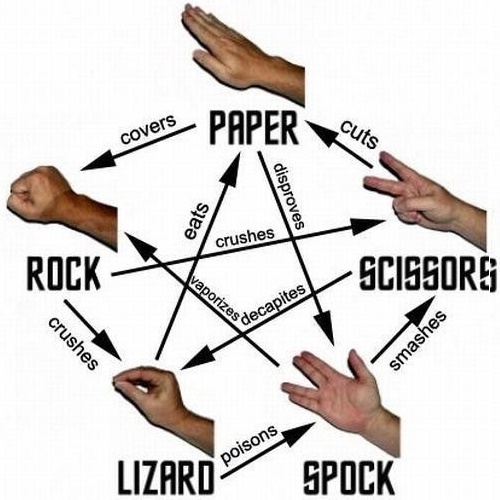 PAPER
covers
cuts
disproves
eats
crushes
ROCK
SCISSORS
vaporizes
decapites
crushes
smashes
poisons
LIZARD
SPOCK